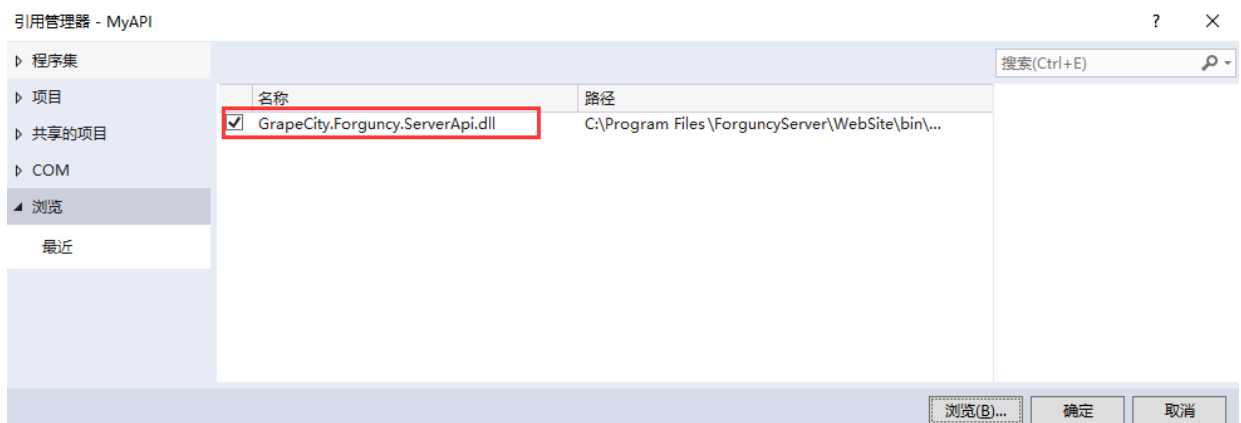 引用管理器 - MyAPI
? ×
程序集
搜索(Ctrl+E)
项目
名称 路径
GrapeCity.Forguncy.ServerApi.dll C:\Program Files\ForguncyServer\WebSite\bin\...
共享的项目
COM
浏览
最近
浏览(B)... 确定 取消